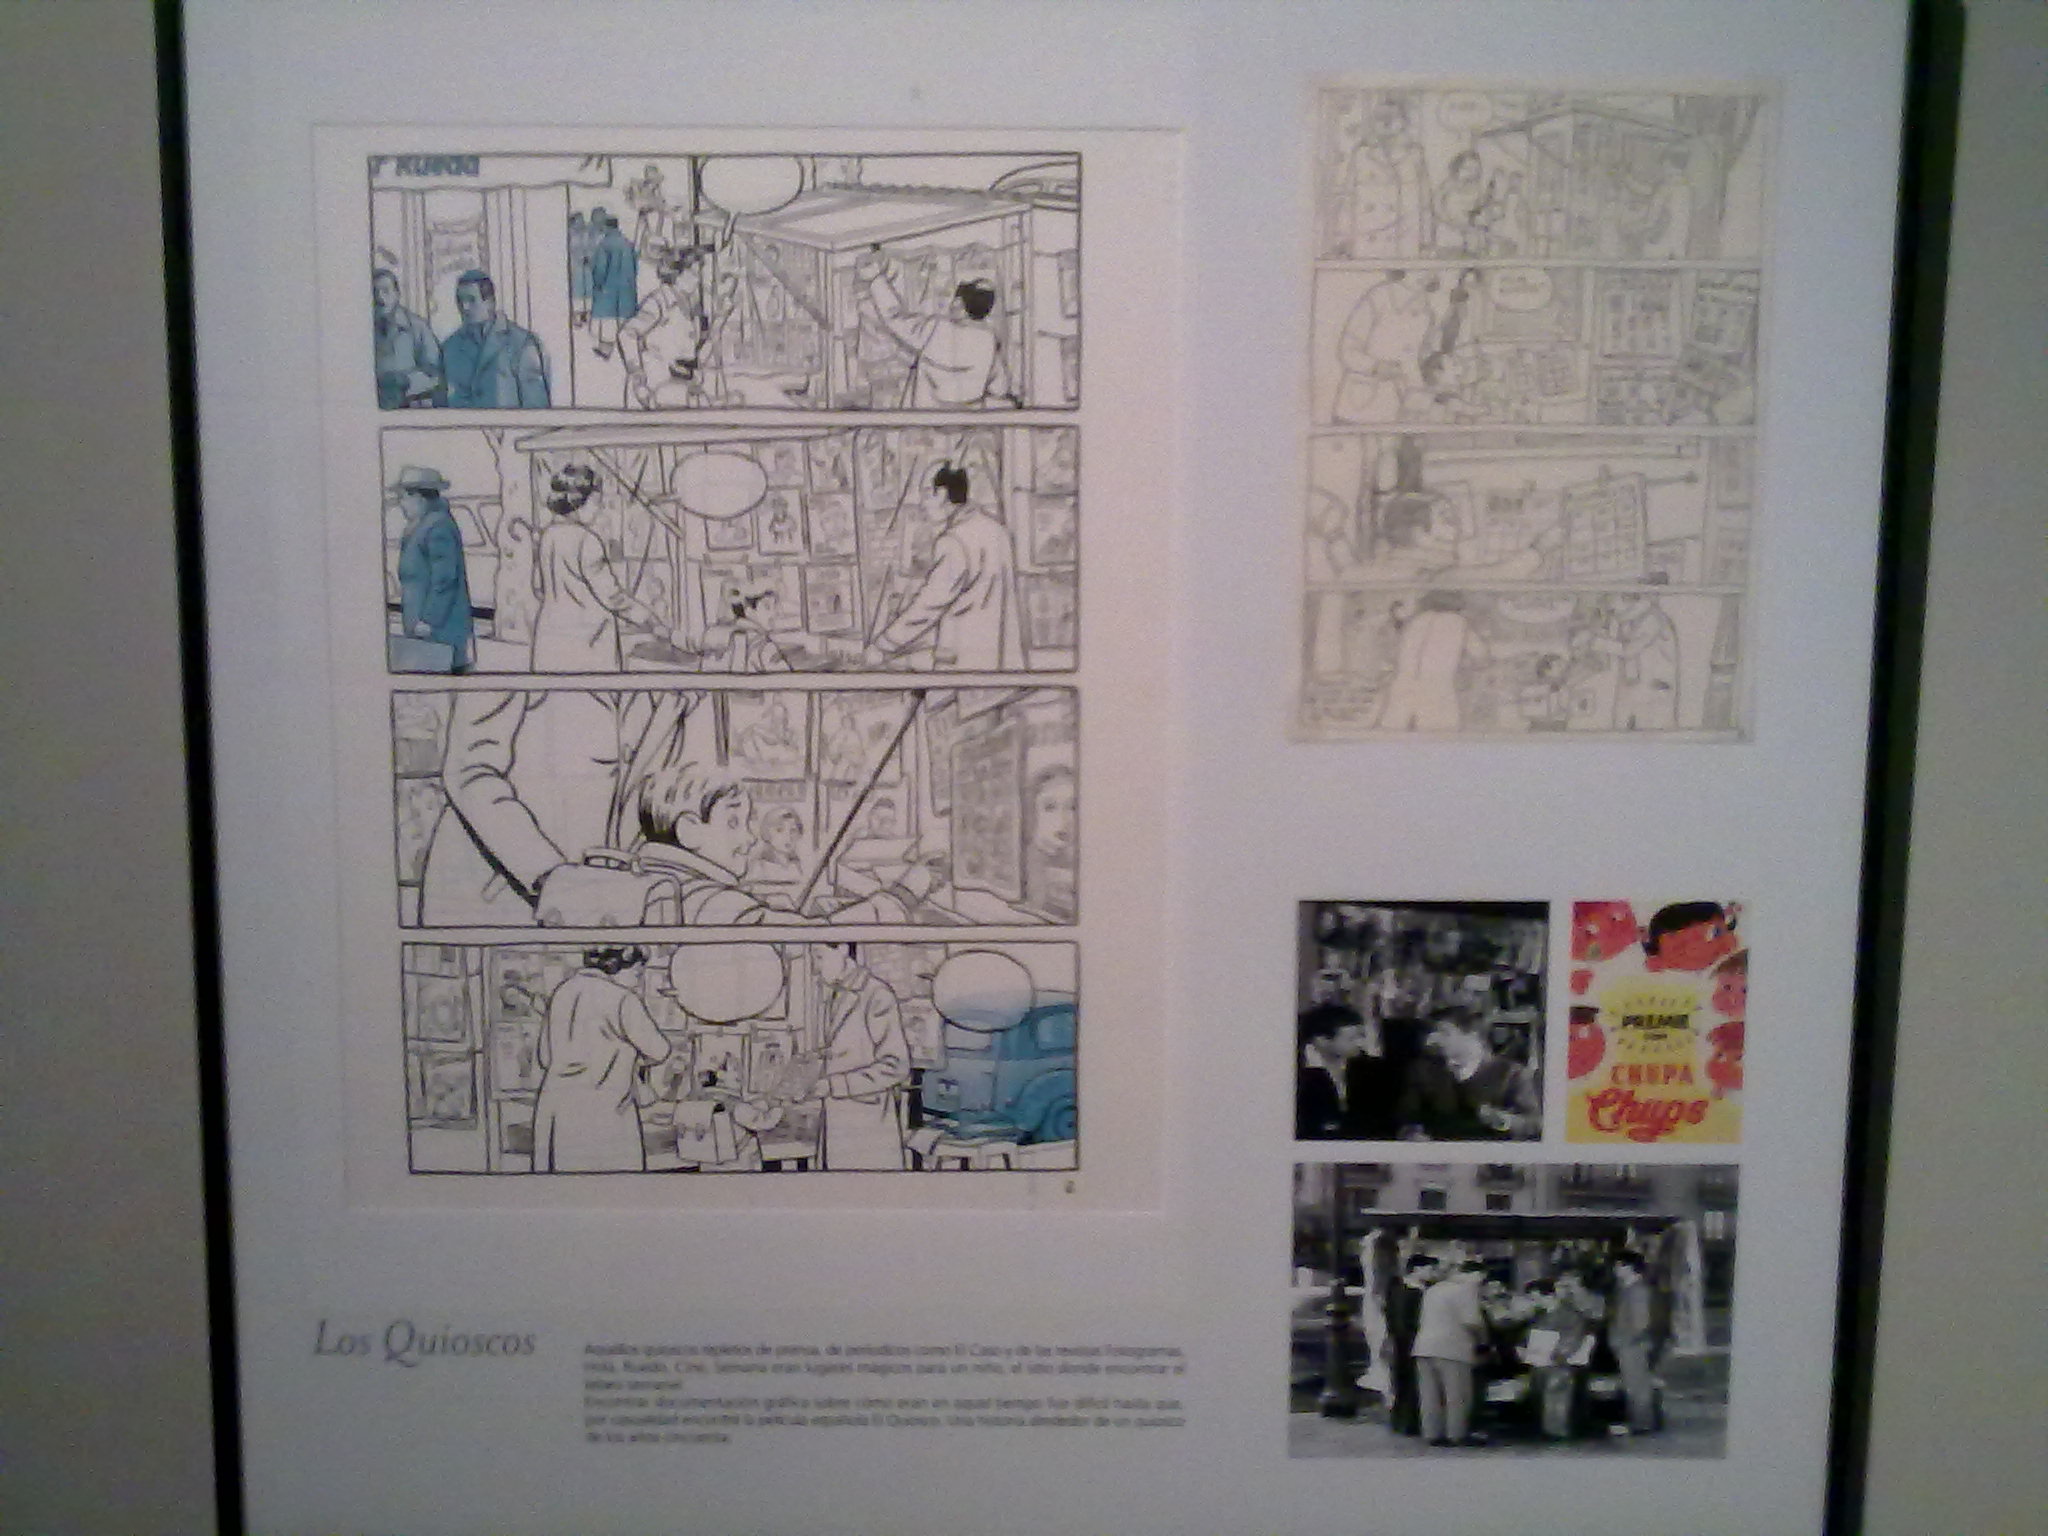 r Rueda
PREMIO
CON
CHUPA
Chups
Los Quioscos
Aquellos quioscos repletos de prensa, de periódicos como El Caso y de las revistas Fotogramas,
Hola, Ruedo, Cine, Semana eran lugares mágicos para un niño, el sitio donde encontrar el
tebeo semanal.
Encontrar documentación gráfica sobre cómo eran en aquel tiempo fue difícil hasta que,
por casualidad encontré la película española El Quiosco. Una historia alrededor de un quiosco
de los años cincuenta.